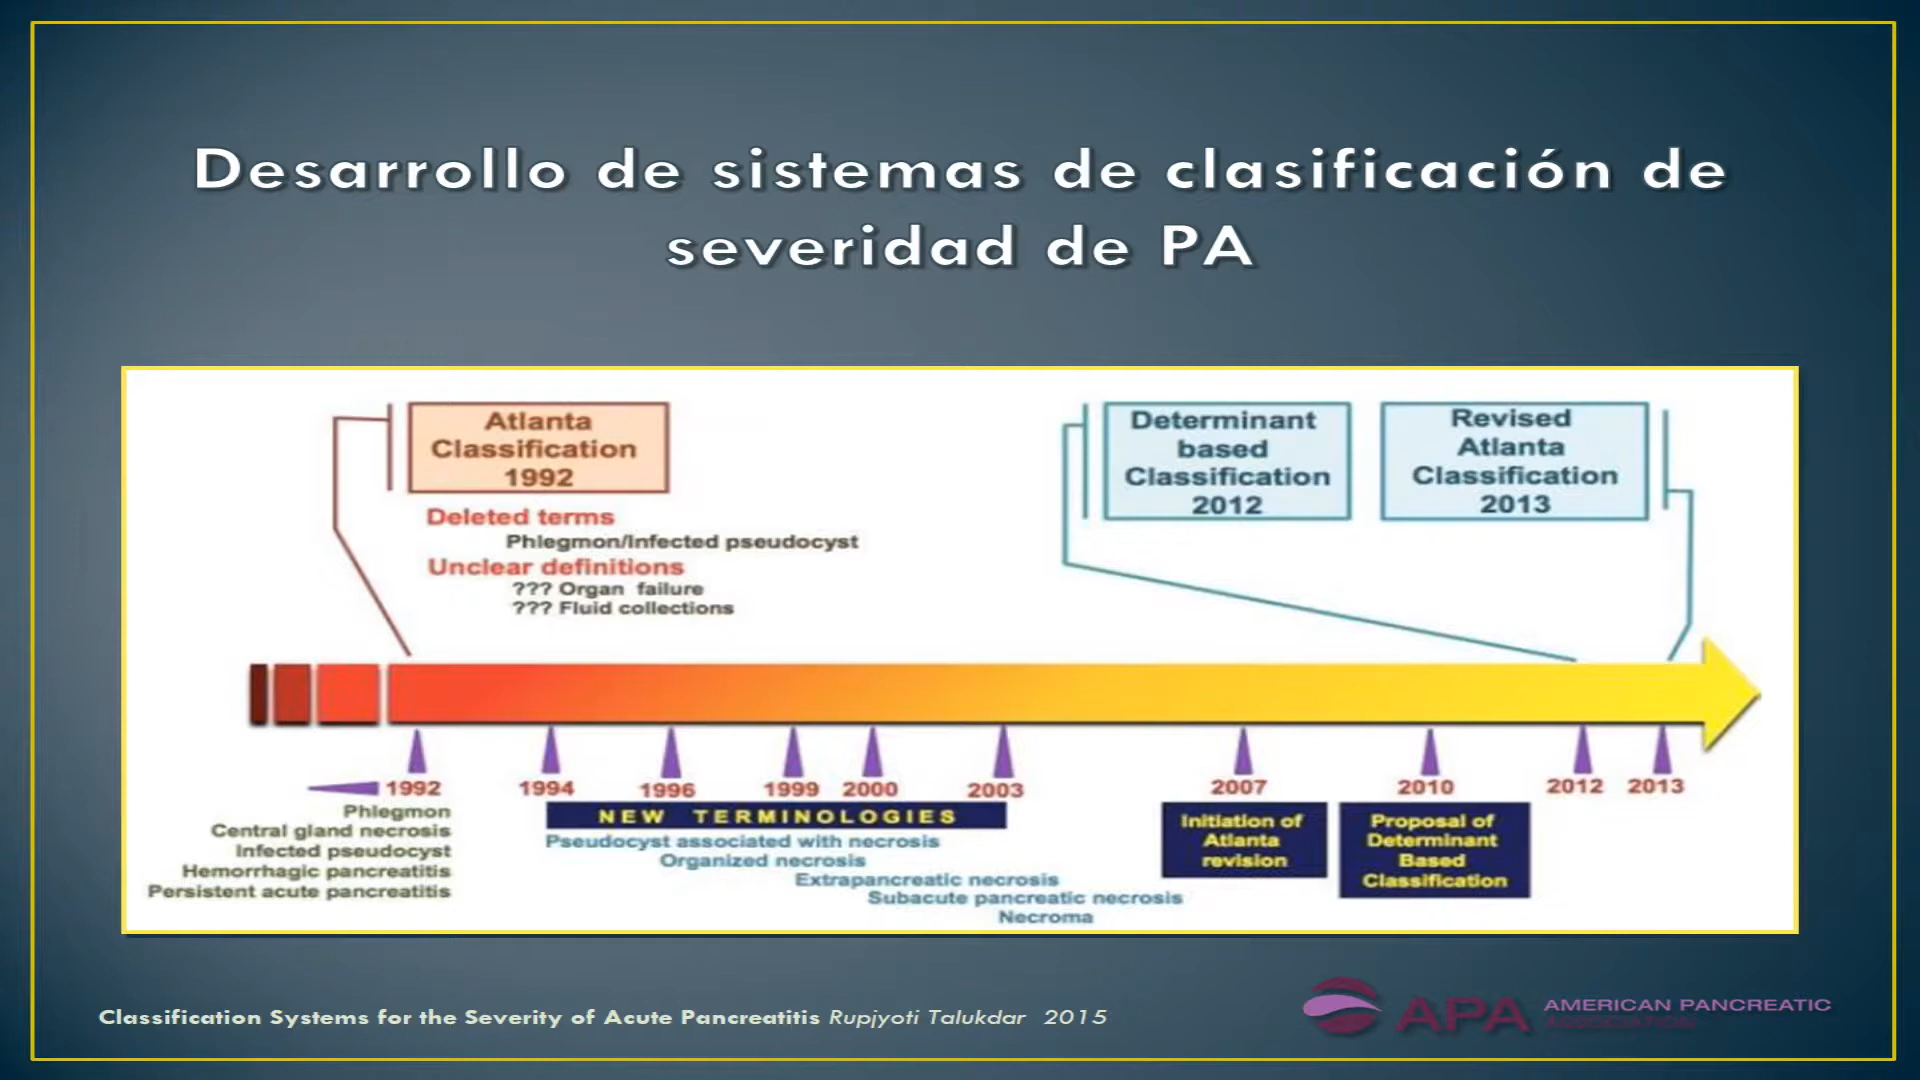 Desarrollo de sistemas de clasificación de
severidad de PA
Atlanta
Classification
1992
Deleted terms
Phlegmon/Infected pseudocyst
Unclear definitions
??? Organ failure
??? Fluid collections
Determinant
based
Classification
2012
Revised
Atlanta
Classification
2013
1992
1994
1996
1999
2000
2003
2007
2010
2012
2013
Phlegmon
Central gland necrosis
Infected pseudocyst
Hemorrhagic pancreatitis
Persistent acute pancreatitis
NEW TERMINOLOGIES
Pseudocyst associated with necrosis
Organized necrosis
Extrapancreatic necrosis
Subacute pancreatic necrosis
Necroma
Initiation of
Atlanta
revision
Proposal of
Determinant
Based
Classification
Classification Systems for the Severity of Acute Pancreatitis Rupjyoti Talukdar 2015
APA
AMERICAN PANCREATIC
ASSOCIATION